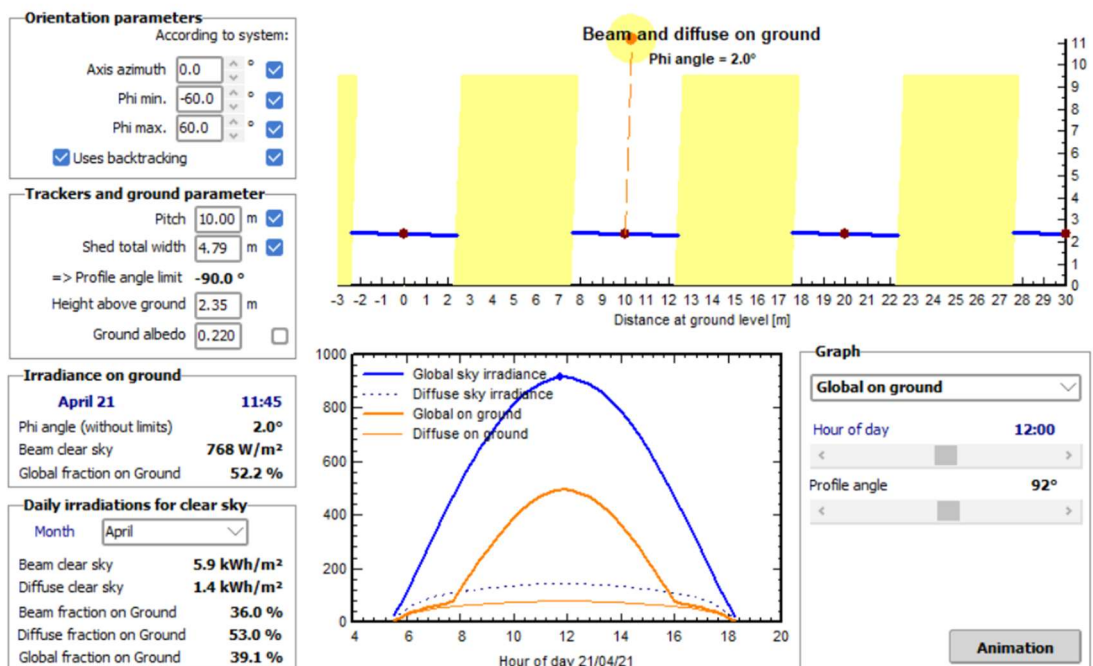 Orientation parameters
According to system:
Axis azimuth 0.0 °
Phi min. -60.0 °
Phi max. 60.0 °
Uses backtracking
Trackers and ground parameter
Pitch 10.00 m
Shed total width 4.79 m
=> Profile angle limit -90.0 °
Height above ground 2.35 m
Ground albedo 0.220
Irradiance on ground
April 21 11:45
Phi angle (without limits) 2.0°
Beam clear sky 768 W/m²
Global fraction on Ground 52.2 %
Daily irradiations for clear sky
Month April
Beam clear sky 5.9 kWh/m²
Diffuse clear sky 1.4 kWh/m²
Beam fraction on Ground 36.0 %
Diffuse fraction on Ground 53.0 %
Global fraction on Ground 39.1 %
Beam and diffuse on ground
Phi angle = 2.0°
11
10
9
8
7
6
5
4
3
2
1
0
-3 -2 -1 0 1 2 3 4 5 6 7 8 9 10 11 12 13 14 15 16 17 18 19 20 21 22 23 24 25 26 27 28 29 30
Distance at ground level [m]
1000
800
600
400
200
0
Global sky irradiance
Diffuse sky irradiance
Global on ground
Diffuse on ground
4 6 8 10 12 14 16 18 20
Hour of day 21/04/21
Graph
Global on ground
Hour of day 12:00
Profile angle 92°
Animation